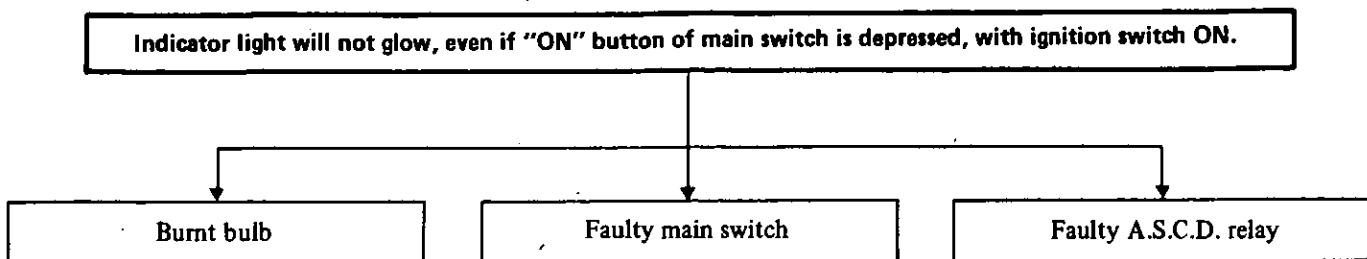 Indicator light will not glow, even if "ON" button of main switch is depressed, with ignition switch ON.
Burnt bulb
Faulty main switch
Faulty A.S.C.D. relay